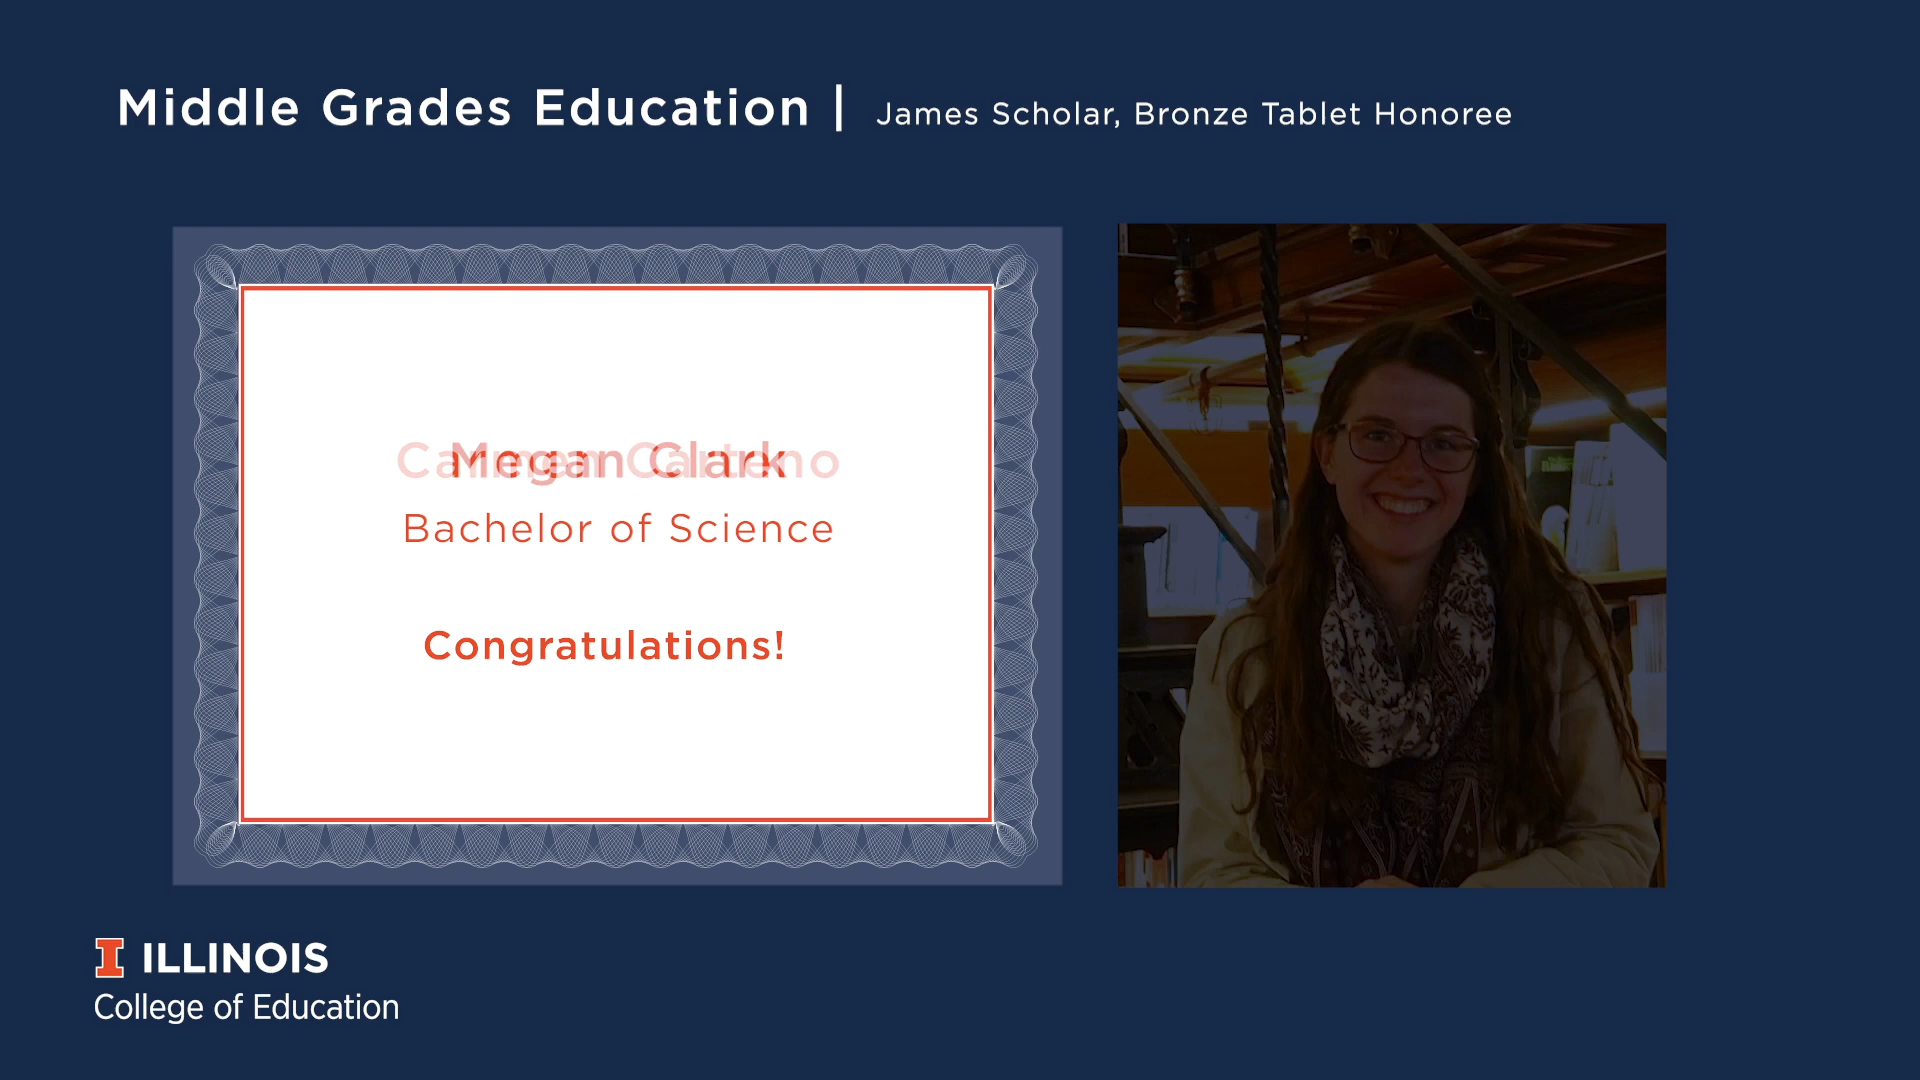 Middle Grades Education | James Scholar, Bronze Tablet Honoree
Megan Clark
Bachelor of Science
Congratulations!
I ILLINOIS
College of Education